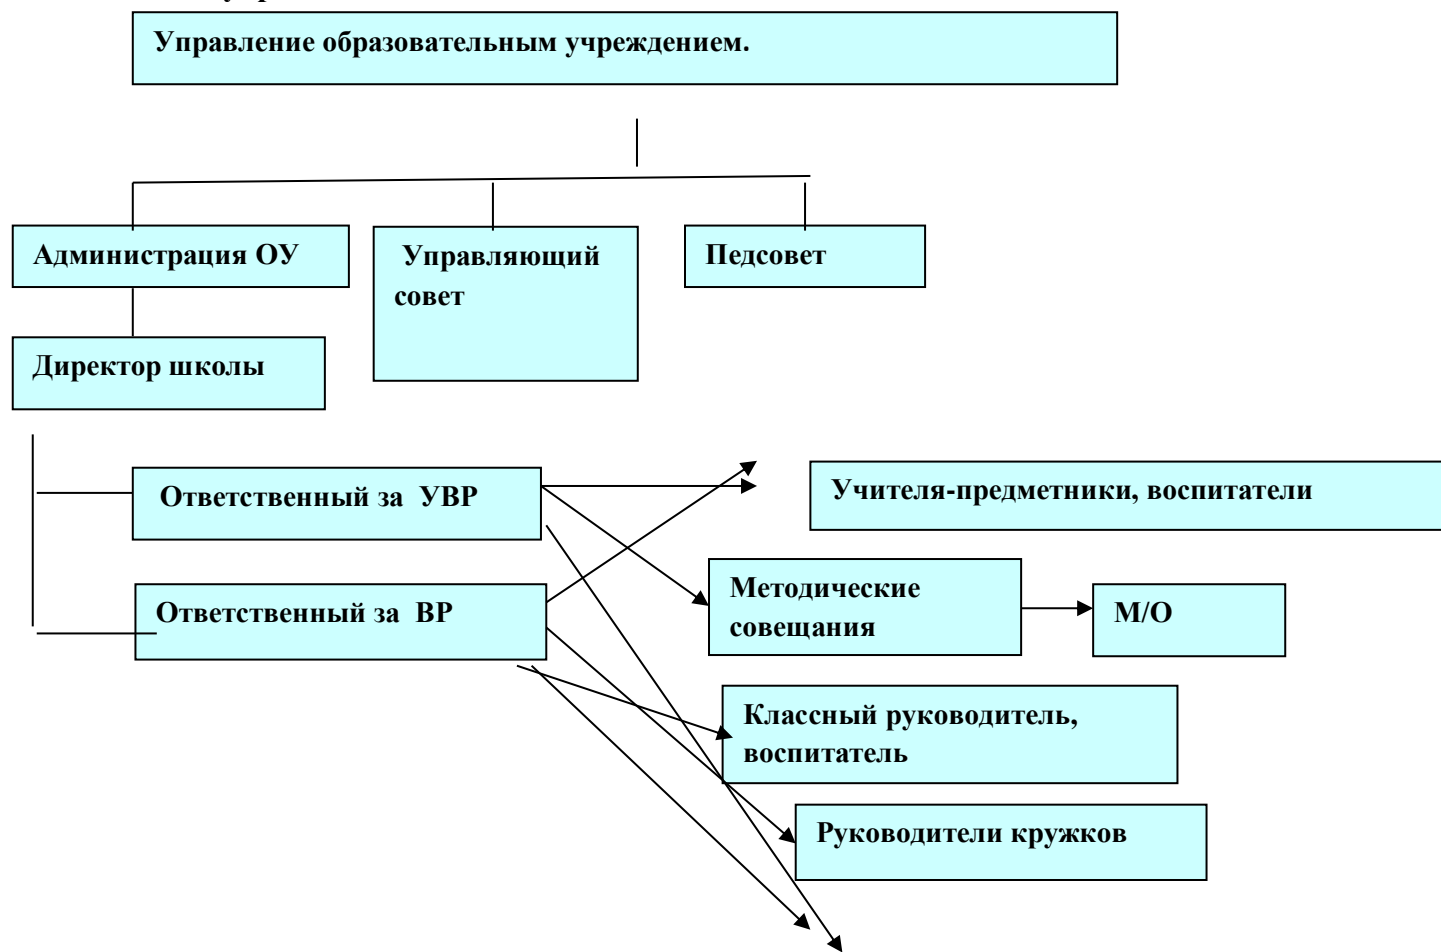 Управление образовательным учреждением.
Администрация ОУ
Управляющий
совет
Педсовет
Директор школы
Ответственный за УВР
Учителя-предметники, воспитатели
Ответственный за ВР
Методические
совещания
М/О
Классный руководитель,
воспитатель
Руководители кружков